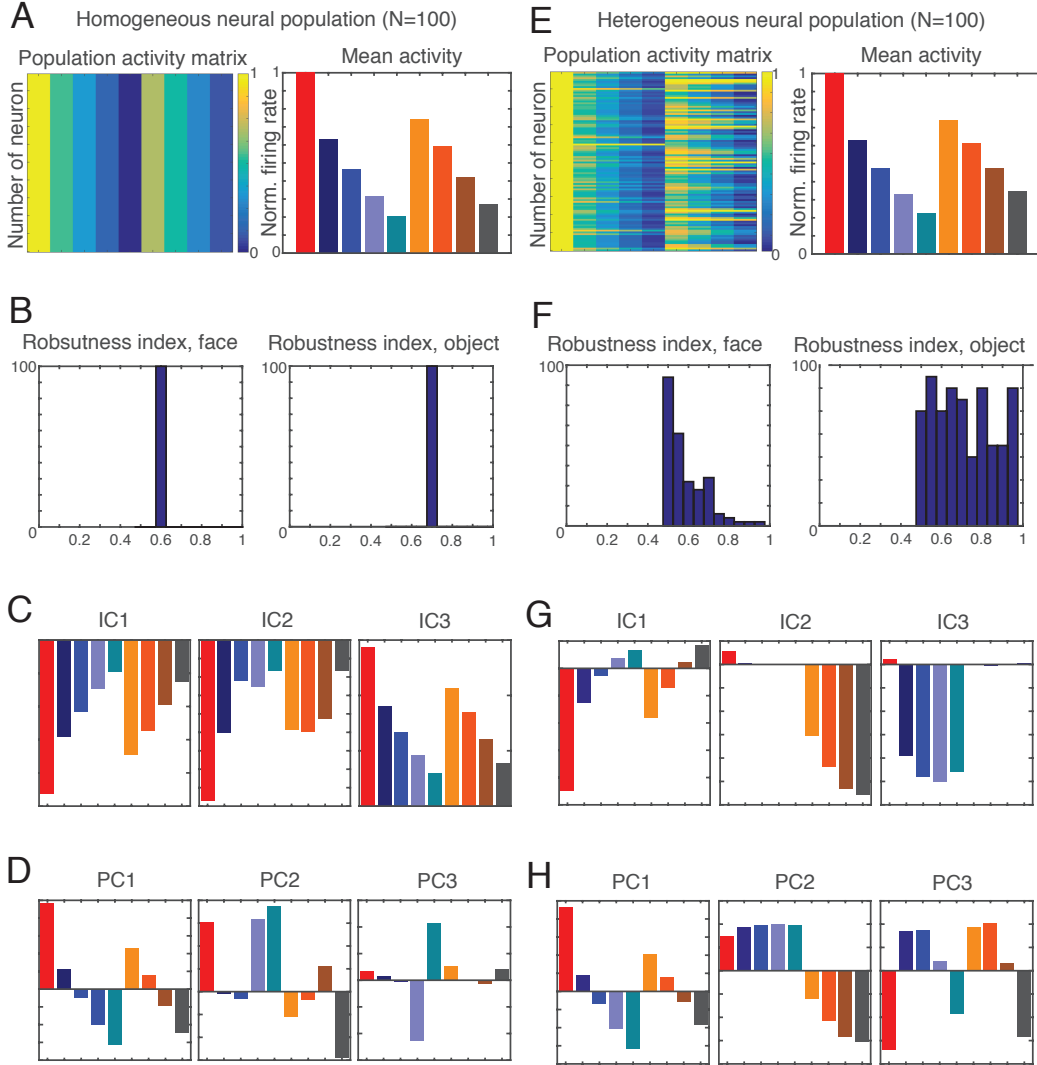 A
Homogeneous neural population (N=100)
Population activity matrix
Mean activity
Number of neuron
1
0
Norm. firing rate
1
0
B
Robsutness index, face
100
0
0.2 0.4 0.6 0.8 1
Robustness index, object
100
0
0.2 0.4 0.6 0.8 1
C
IC1
IC2
IC3
D
PC1
PC2
PC3
E
Heterogeneous neural population (N=100)
Population activity matrix
Mean activity
Number of neuron
1
0
Norm. firing rate
1
0
F
Robustness index, face
100
0
0.2 0.4 0.6 0.8 1
Robustness index, object
100
0
0.2 0.4 0.6 0.8 1
G
IC1
IC2
IC3
H
PC1
PC2
PC3